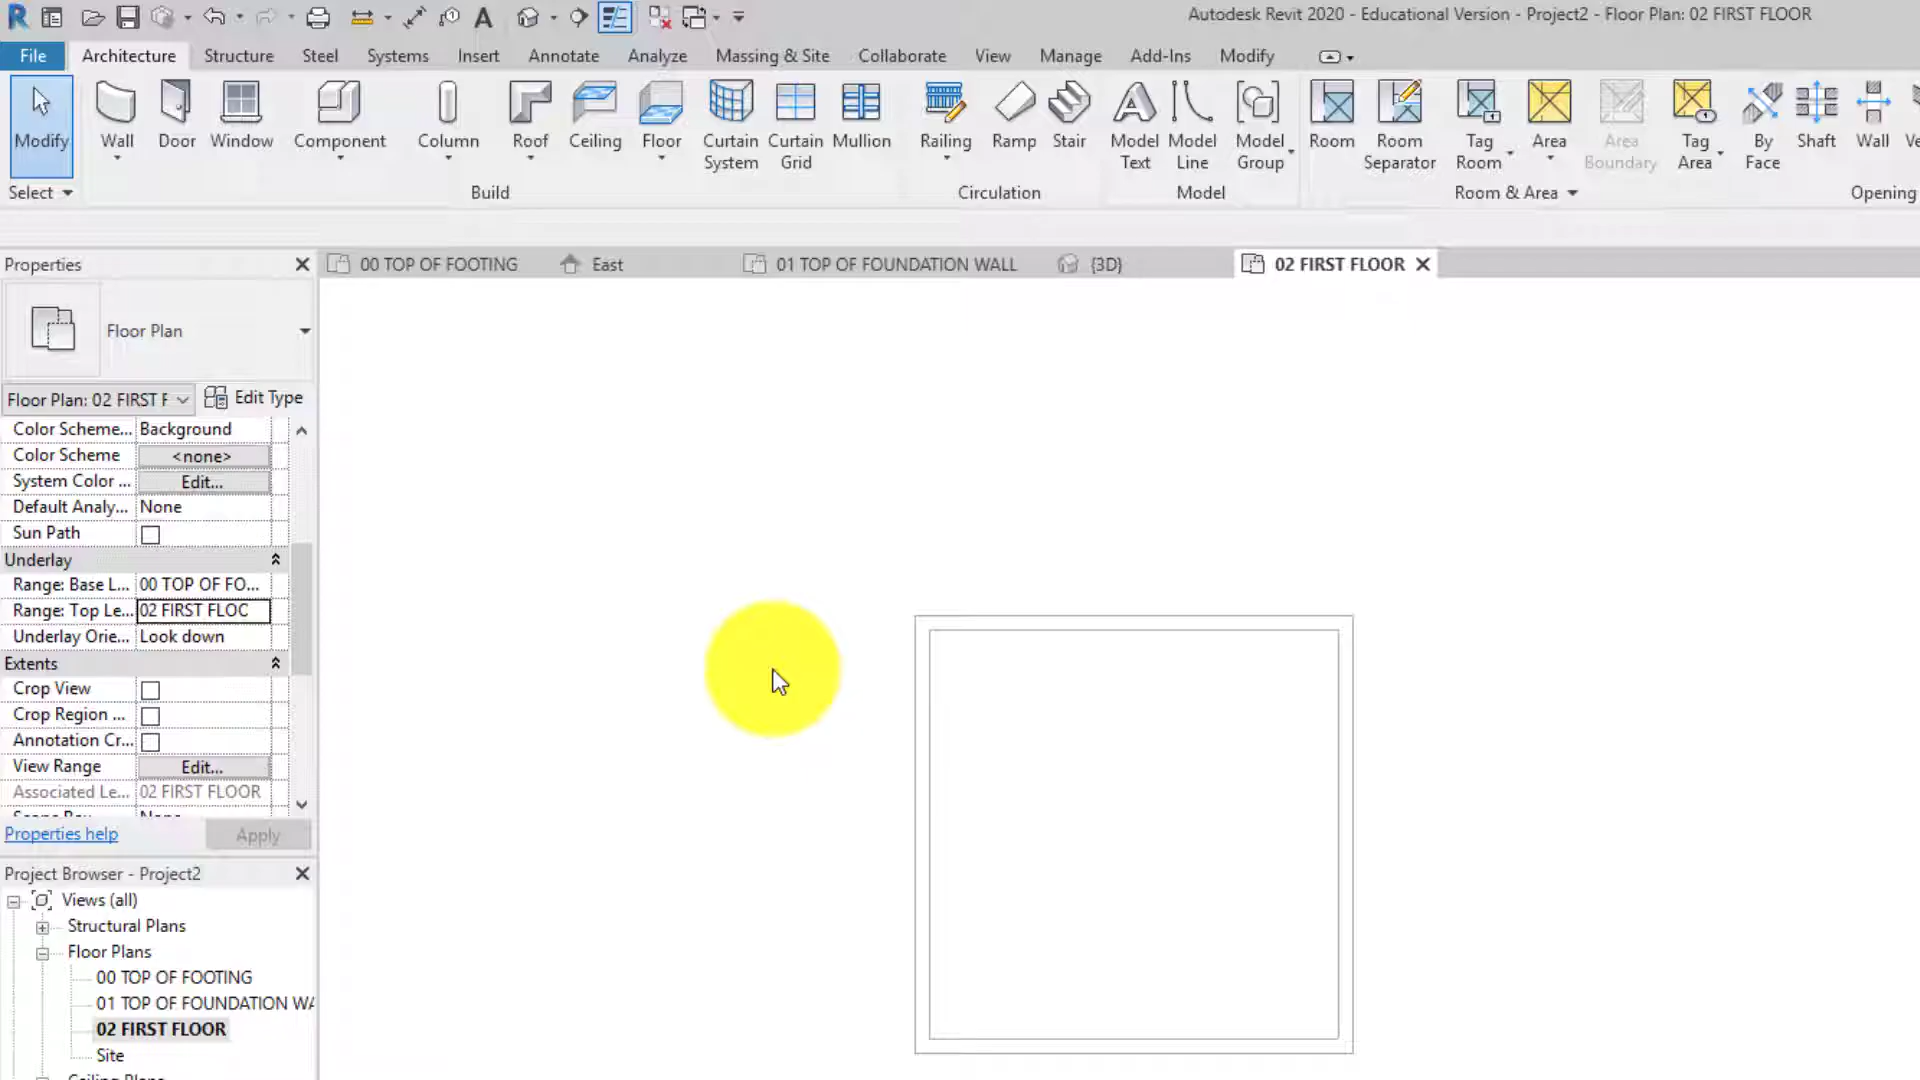 Autodesk Revit 2020 - Educational Version - Project2 - Floor Plan: 02 FIRST FLOOR
File Architecture Structure Steel Systems Insert Annotate Analyze Massing & Site Collaborate View Manage Add-Ins Modify
Modify Wall Door Window Component Column Roof Ceiling Floor Curtain System Curtain Grid Mullion Railing Ramp Stair Model Text Model Line Model Group Room Room Separator Tag Room Area Area Boundary Tag Area By Face Shaft Wall Ve
Select Build Circulation Model Room & Area Opening
Properties
00 TOP OF FOOTING East 01 TOP OF FOUNDATION WALL {3D} 02 FIRST FLOOR
Floor Plan
Floor Plan: 02 FIRST F Edit Type
Color Scheme... Background
Color Scheme <none>
System Color ... Edit...
Default Analy... None
Sun Path
Underlay
Range: Base L... 00 TOP OF FO...
Range: Top Le... 02 FIRST FLOC
Underlay Orie... Look down
Extents
Crop View
Crop Region ...
Annotation Cr...
View Range Edit...
Associated Le... 02 FIRST FLOOR
Properties help Apply
Project Browser - Project2
Views (all)
Structural Plans
Floor Plans
00 TOP OF FOOTING
01 TOP OF FOUNDATION WA
02 FIRST FLOOR
Site